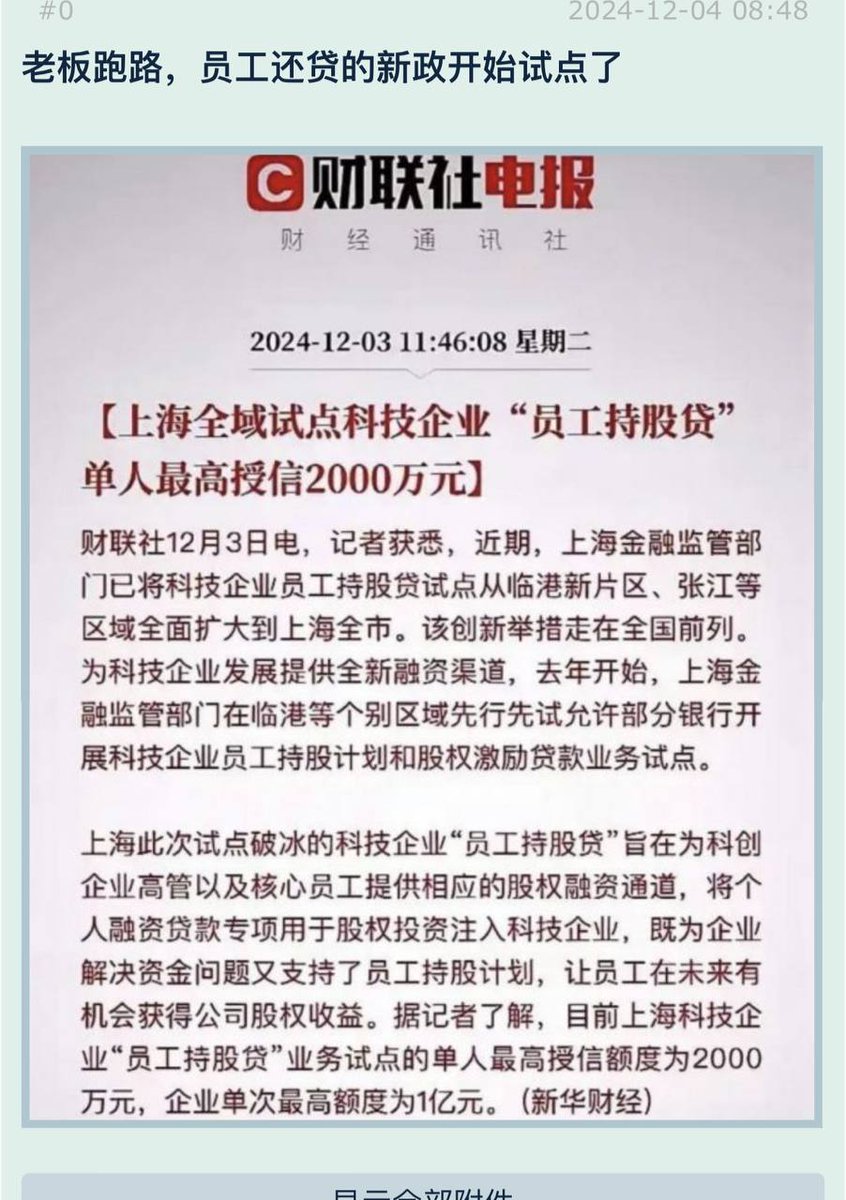 #0 2024-12-04 08:48
老板跑路，员工还贷的新政开始试点了
C 财联社电报
财经通讯社
2024-12-03 11:46:08 星期二
【上海全域试点科技企业“员工持股贷”
单人最高授信2000万元】
财联社12月3日电，记者获悉，近期，上海金融监管部
门已将科技企业员工持股贷试点从临港新片区、张江等
区域全面扩大到上海全市。该创新举措走在全国前列。
为科技企业发展提供全新融资渠道，去年开始，上海金
融监管部门在临港等个别区域先行先试允许部分银行开
展科技企业员工持股计划和股权激励贷款业务试点。
上海此次试点破冰的科技企业“员工持股贷”旨在为科创
企业高管以及核心员工提供相应的股权融资通道，将个
人融资贷款专项用于股权投资注入科技企业，既为企业
解决资金问题又支持了员工持股计划，让员工在未来有
机会获得公司股权收益。据记者了解，目前上海科技企
业“员工持股贷”业务试点的单人最高授信额度为2000
万元，企业单次最高额度为1亿元。（新华财经）
显示全部附件